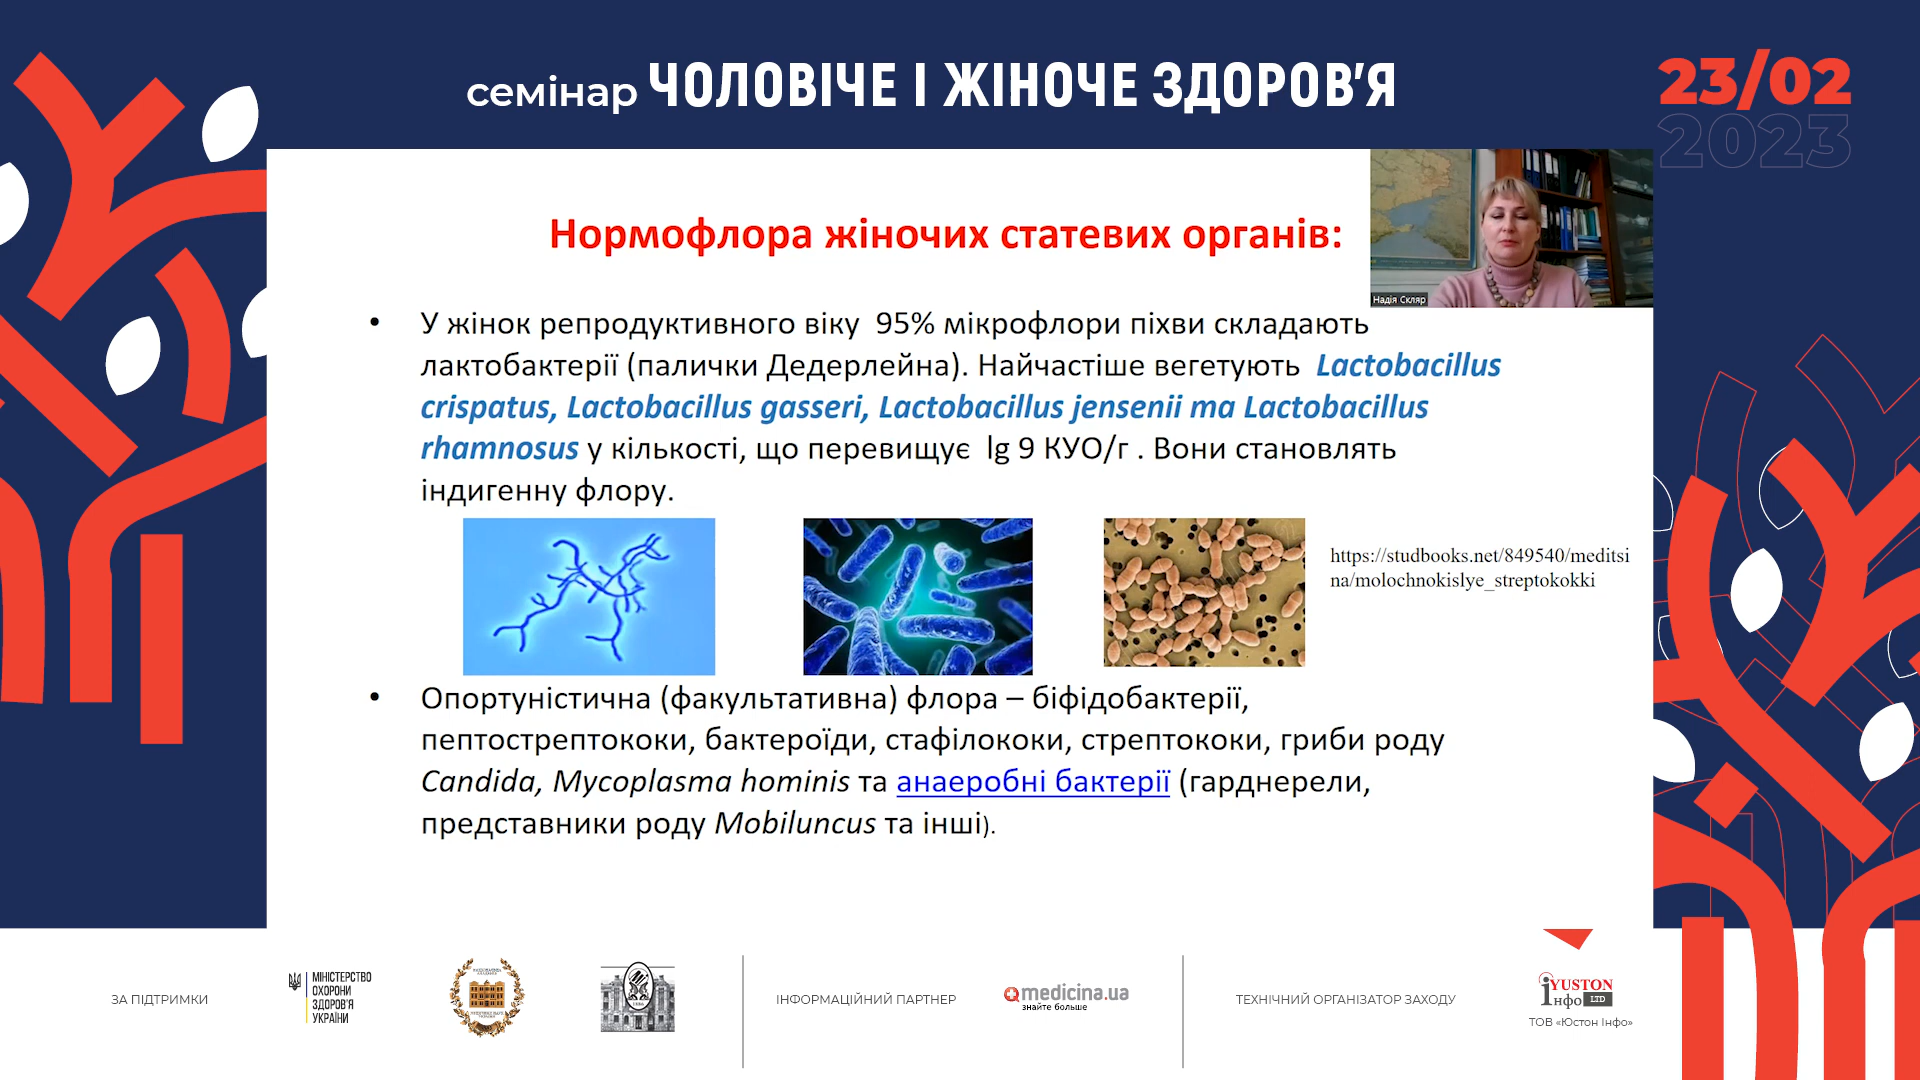 семінар ЧОЛОВІЧЕ І ЖІНОЧЕ ЗДОРОВ'Я
23/02
2023
Нормофлора жіночих статевих органів:
Надія Скляр
• У жінок репродуктивного віку 95% мікрофлори піхви складають
лактобактерії (палички Дедерлейна). Найчастіше вегетують Lactobacillus
crispatus, Lactobacillus gasseri, Lactobacillus jensenii та Lactobacillus
rhamnosus у кількості, що перевищує lg 9 КУО/г . Вони становлять
індигенну флору.
https://studbooks.net/849540/meditsi
na/molochnokislye_streptokokki
• Опортуністична (факультативна) флора – біфідобактерії,
пептострептококи, бактероїди, стафілококи, стрептококи, гриби роду
Candida, Mycoplasma hominis та анаеробні бактерії (гарднерели,
представники роду Mobiluncus та інші).
ЗА ПІДТРИМКИ
МІНІСТЕРСТВО
ОХОРОНИ
ЗДОРОВ'Я
УКРАЇНИ
ІНФОРМАЦІЙНИЙ ПАРТНЕР
medicina.ua
знайте больше
ТЕХНІЧНИЙ ОРГАНІЗАТОР ЗАХОДУ
YUSTON
Інфо LTD
ТОВ «Юстон Інфо»